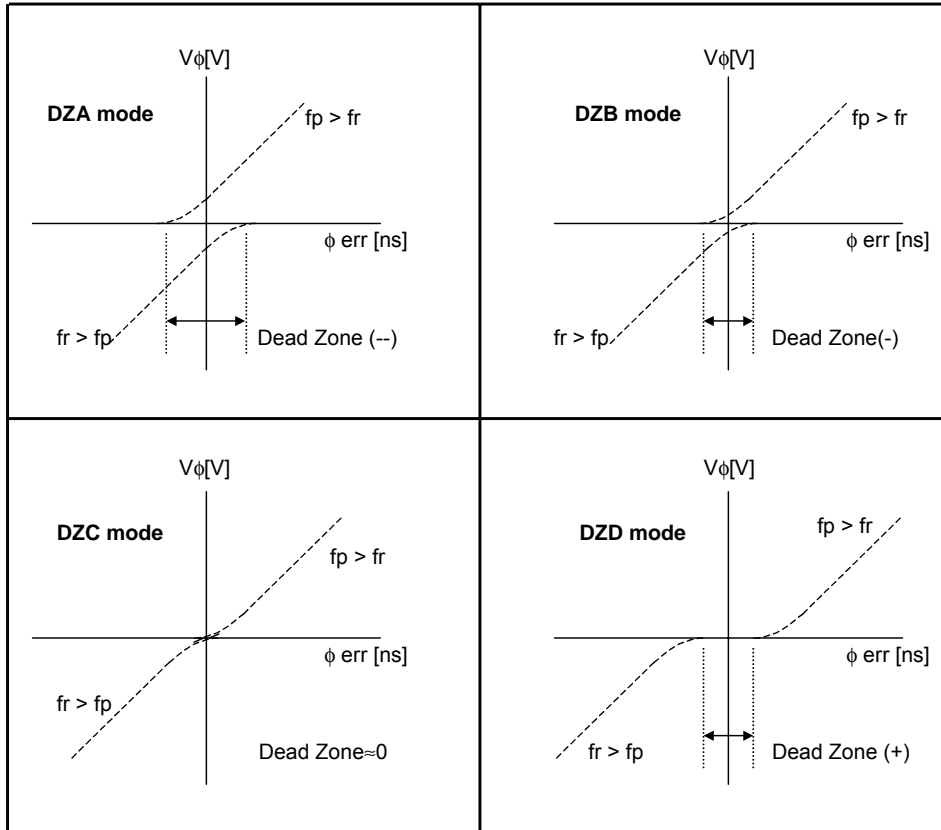 Vϕ[V]
DZA mode
fp > fr
ϕ err [ns]
fr > fp
Dead Zone (--)
Vϕ[V]
DZB mode
fp > fr
ϕ err [ns]
fr > fp
Dead Zone(-)
Vϕ[V]
DZC mode
fp > fr
ϕ err [ns]
fr > fp
Dead Zone≈0
Vϕ[V]
DZD mode
fp > fr
ϕ err [ns]
fr > fp
Dead Zone (+)